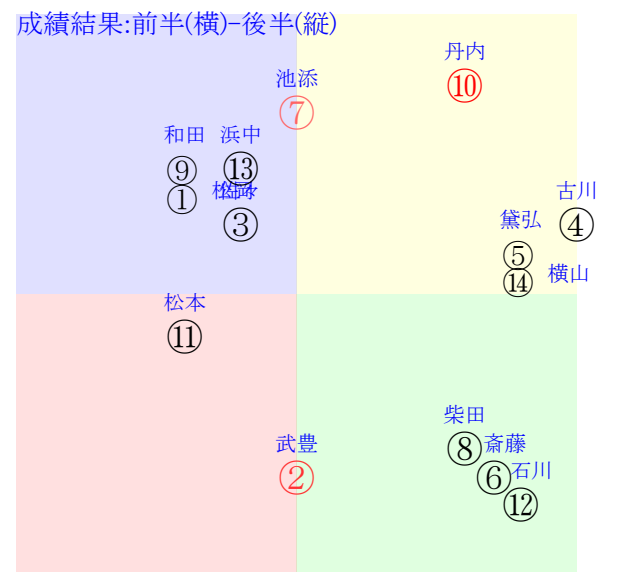 成績結果:前半(横)-後半(縦)
丹内
⑩
池添
⑦
和田
浜中
⑨
⑬
①
③
古川
④
黛弘
⑤
横山
⑭
松本
⑪
柴田
⑧
武豊
②
斎藤
⑥
石川
⑫